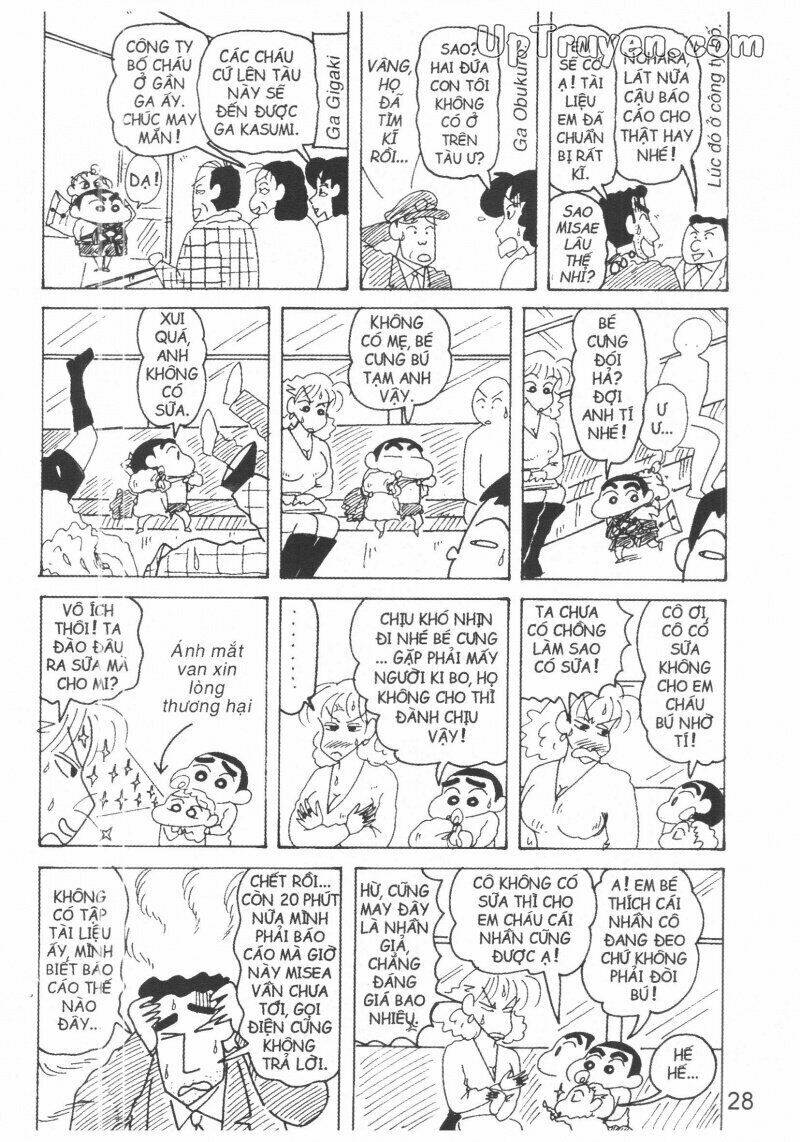 UpTruyen.com
Lúc đó ở công ty bố.
NOHARA,
LÁT NỮA
CẬU BÁO
CÁO CHO
THẬT HAY
NHÉ!
EM
SẼ CÓ
Ạ! TÀI
LIỆU
EM ĐÃ
CHUẨN
BỊ RẤT
KĨ.
SAO
MISAE
LÂU
THẾ
NHỈ?
Ga Obukuro.
SAO?
HAI ĐỨA
CON TÔI
KHÔNG
CÓ Ở
TRÊN
TÀU Ư?
VÂNG,
HỌ
ĐÃ
TÌM
KĨ
RỒI...
Ga Gigaki
CÁC CHÁU
CỨ LÊN TÀU
NÀY SẼ
ĐẾN ĐƯỢC
GA KASUMI.
CÔNG TY
BỐ CHÁU
Ở GẦN
GA ẤY.
CHÚC MAY
MẮN!
DẠ!
BÉ
CƯNG
ĐÓI
HẢ?
ĐỢI
ANH TÍ
NHÉ!
Ư
Ư...
KHÔNG
CÓ MẸ, BÉ
CƯNG BÚ
TẠM ANH
VẬY.
XUI
QUÁ,
ANH
KHÔNG
CÓ
SỮA.
CÔ ƠI,
CÔ CÓ
SỮA
KHÔNG
CHO EM
CHÁU
BÚ NHỜ
TÍ!
TA CHƯA
CÓ CHỒNG
LÀM SAO
CÓ SỮA!
CHỊU KHÓ NHỊN
ĐI NHÉ BÉ CƯNG
... GẶP PHẢI MẤY
NGƯỜI KI BO, HỌ
KHÔNG CHO THÌ
ĐÀNH CHỊU
VẬY!
........
Ánh mắt
van xin
lòng
thương hại
VÔ ÍCH
THÔI! TA
ĐÀO ĐÂU
RA SỮA MÀ
CHO MI?
A! EM BÉ
THÍCH CÁI
NHẪN CÔ
ĐANG ĐEO
CHỨ KHÔNG
PHẢI ĐÒI
BÚ!
CÔ KHÔNG CÓ
SỮA THÌ CHO
EM CHÁU CÁI
NHẪN CŨNG
ĐƯỢC Ạ!
HỪ, CŨNG
MAY ĐÂY
LÀ NHẪN
GIẢ,
CHẲNG
ĐÁNG
GIÁ BAO
NHIÊU.
HẾ
HẾ...
CHẾT RỒI...
CÒN 20 PHÚT
NỮA MÌNH
PHẢI BÁO
CÁO MÀ GIỜ
NÀY MISEA
VẪN CHƯA
TỚI, GỌI
ĐIỆN CŨNG
KHÔNG
TRẢ LỜI.
KHÔNG
CÓ TẬP
TÀI LIỆU
ẤY, MÌNH
BIẾT BÁO
CÁO THẾ
NÀO
ĐÂY...
28